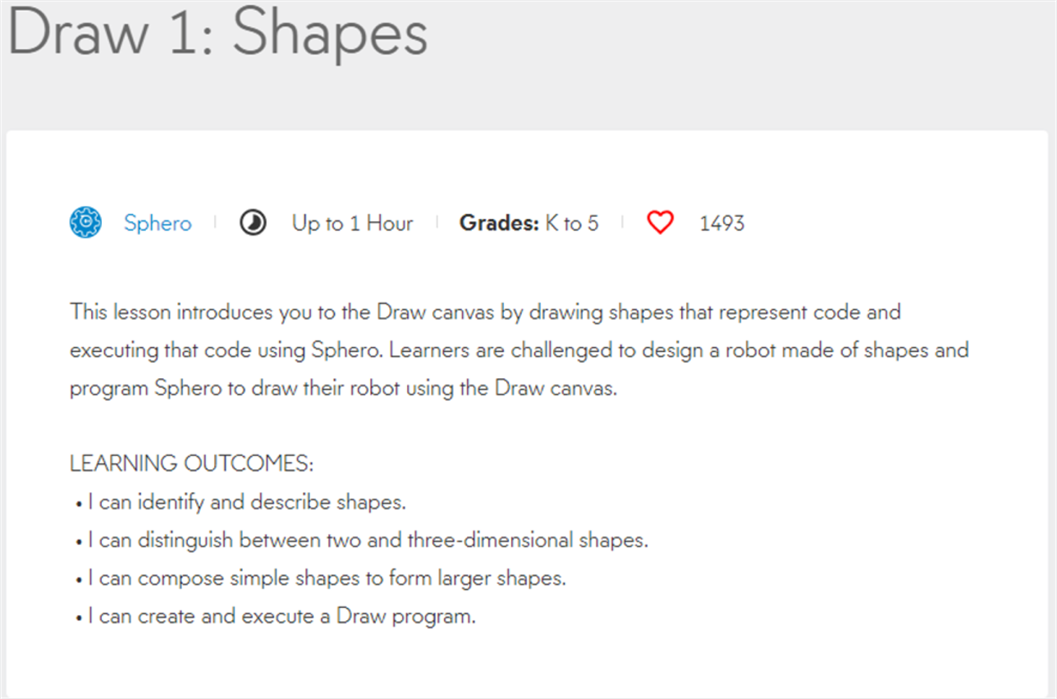 Draw 1: Shapes
Sphero Up to 1 Hour Grades: K to 5 1493
This lesson introduces you to the Draw canvas by drawing shapes that represent code and
executing that code using Sphero. Learners are challenged to design a robot made of shapes and
program Sphero to draw their robot using the Draw canvas.
LEARNING OUTCOMES:
• I can identify and describe shapes.
• I can distinguish between two and three-dimensional shapes.
• I can compose simple shapes to form larger shapes.
• I can create and execute a Draw program.